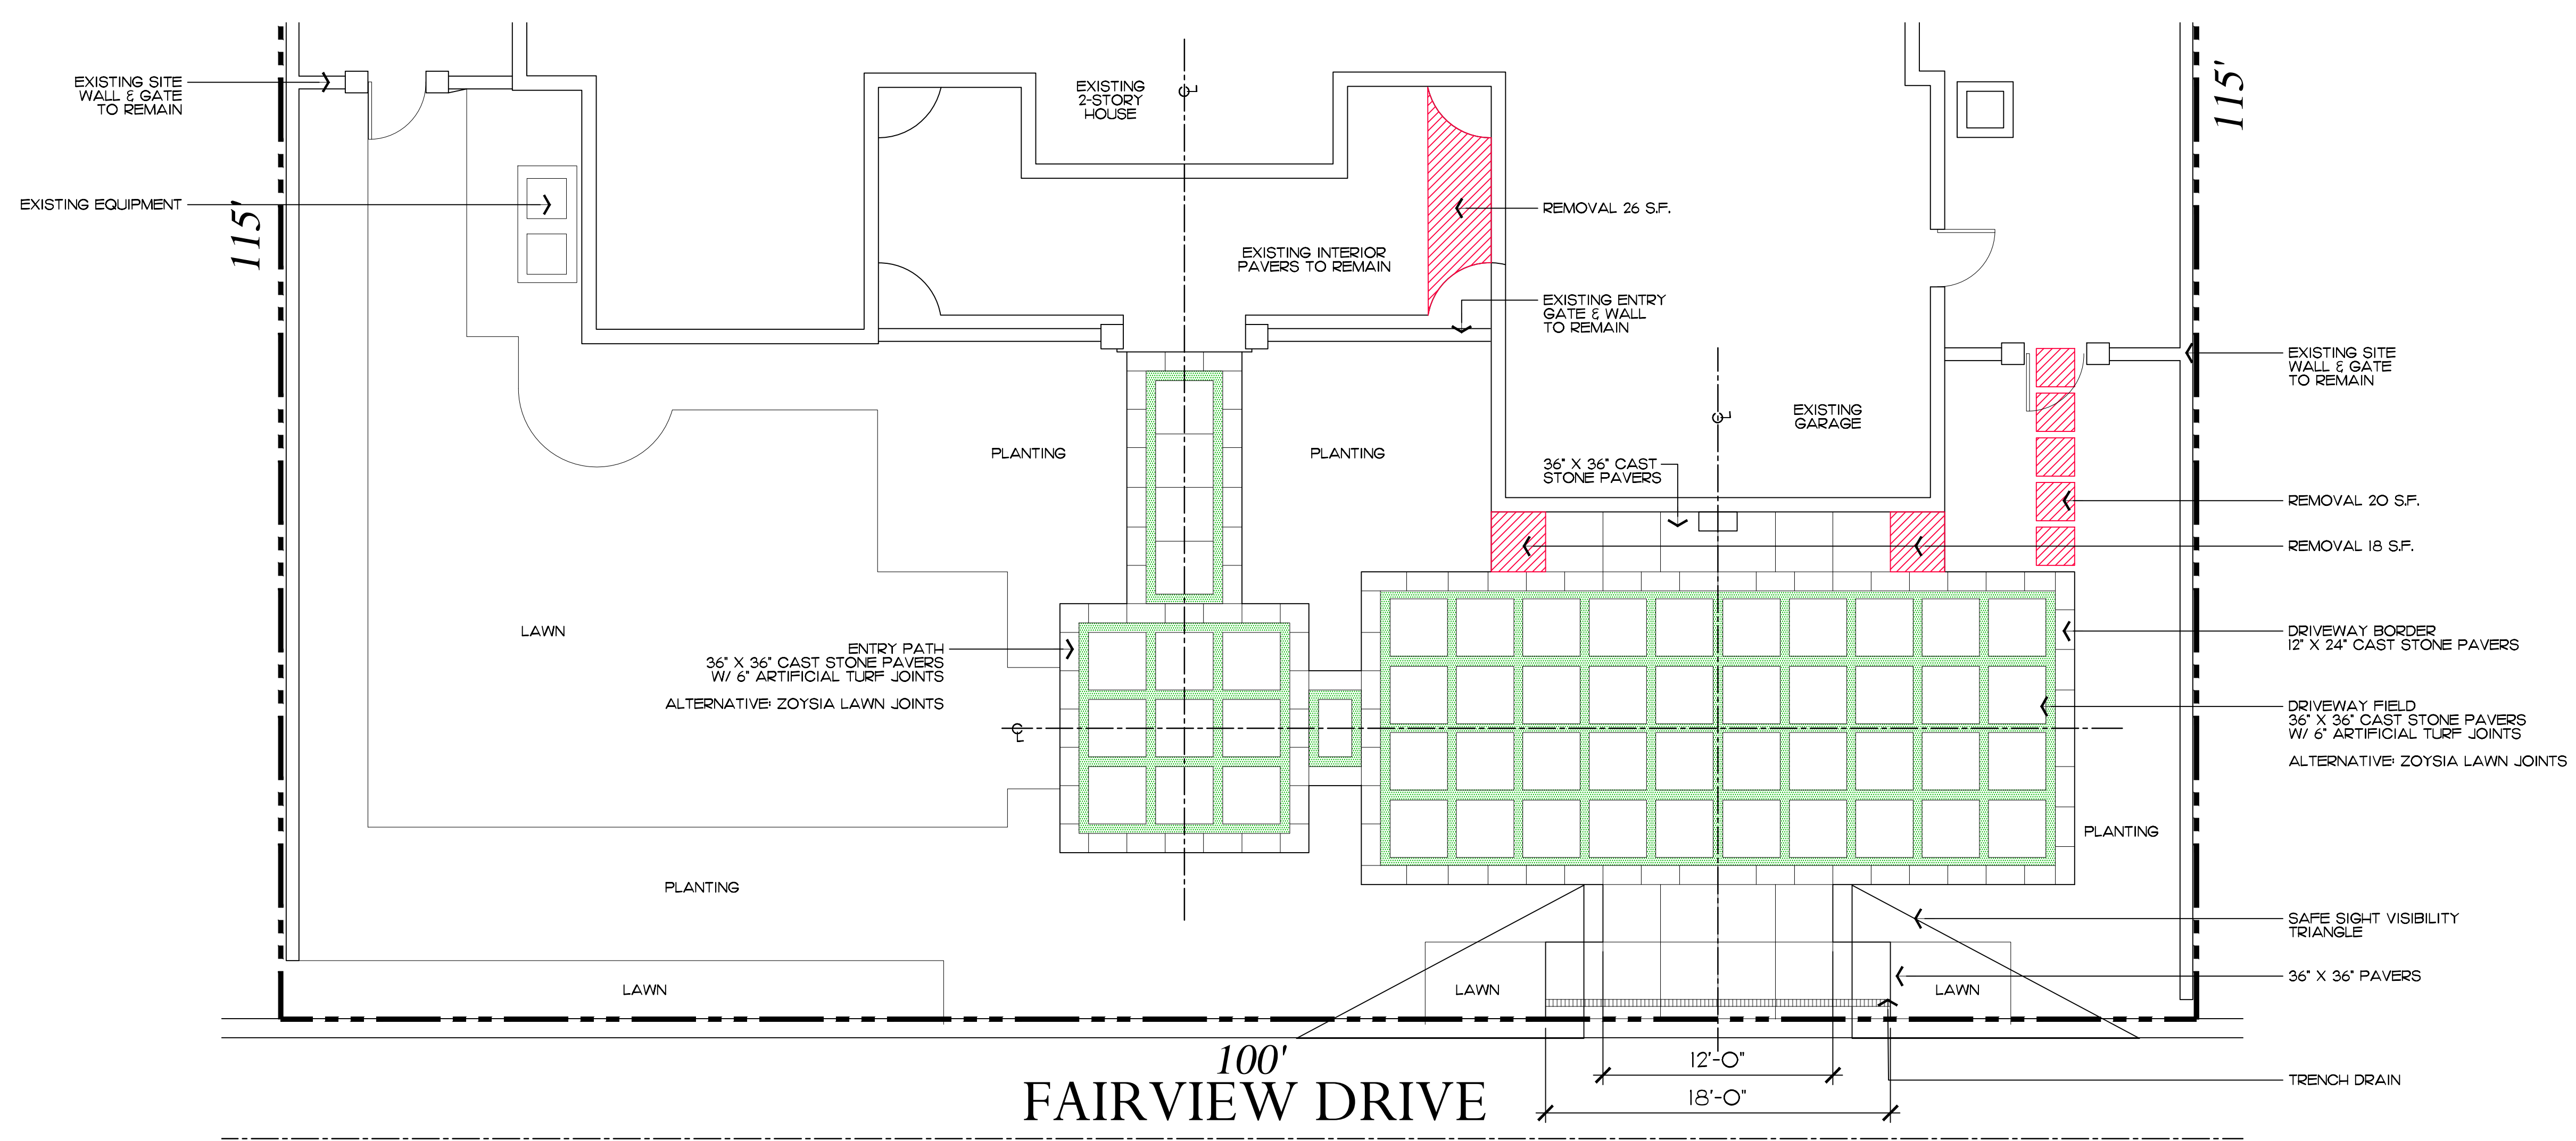 EXISTING SITE
WALL & GATE
TO REMAIN
EXISTING
2-STORY
HOUSE
℄
115'
EXISTING EQUIPMENT
115'
REMOVAL 26 S.F.
EXISTING INTERIOR
PAVERS TO REMAIN
EXISTING ENTRY
GATE & WALL
TO REMAIN
EXISTING SITE
WALL & GATE
TO REMAIN
℄
EXISTING
GARAGE
PLANTING
PLANTING
36" X 36" CAST
STONE PAVERS
REMOVAL 20 S.F.
REMOVAL 18 S.F.
LAWN
ENTRY PATH
36" X 36" CAST STONE PAVERS
W/ 6" ARTIFICIAL TURF JOINTS
ALTERNATIVE: ZOYSIA LAWN JOINTS
DRIVEWAY BORDER
12" X 24" CAST STONE PAVERS
DRIVEWAY FIELD
36" X 36" CAST STONE PAVERS
W/ 6" ARTIFICIAL TURF JOINTS
ALTERNATIVE: ZOYSIA LAWN JOINTS
℄
PLANTING
PLANTING
SAFE SIGHT VISIBILITY
TRIANGLE
36" X 36" PAVERS
LAWN
LAWN
LAWN
100'
12'-0"
18'-0"
TRENCH DRAIN
FAIRVIEW DRIVE